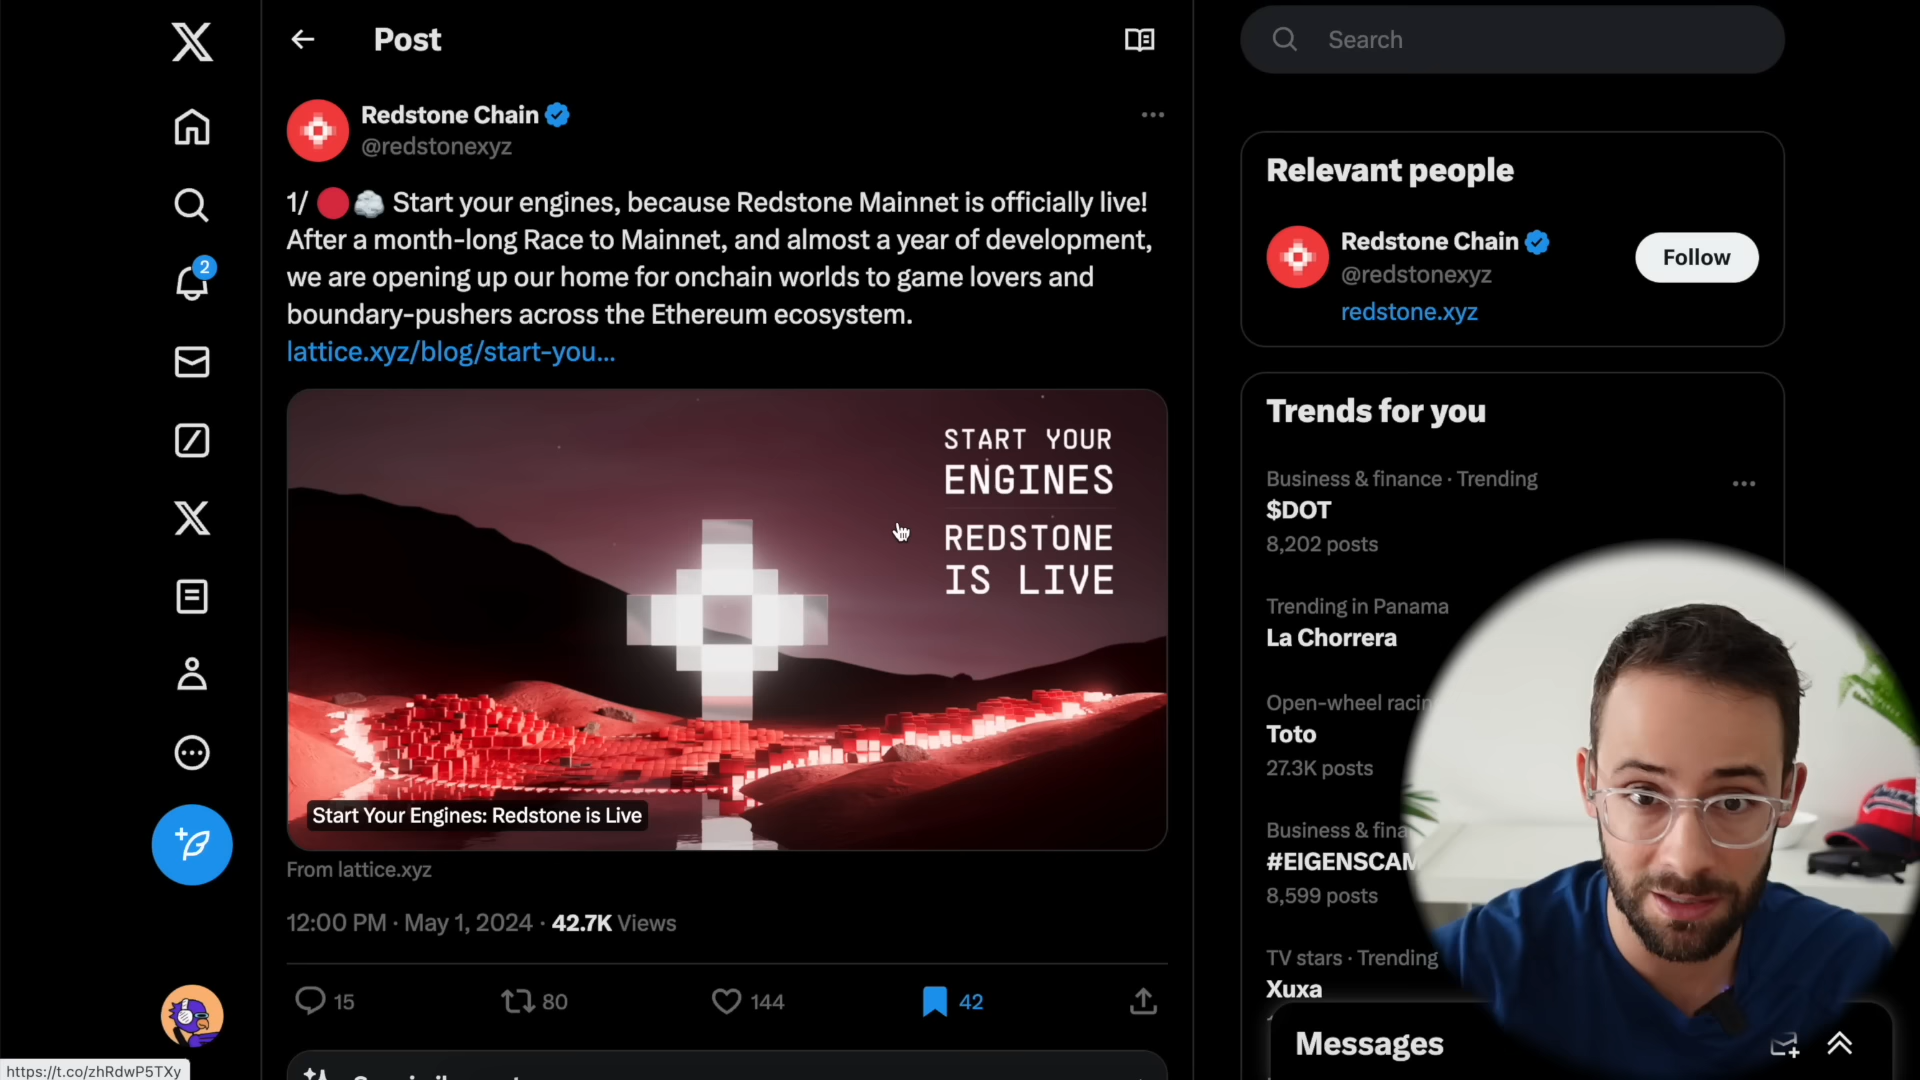 Post
Search
Redstone Chain
@redstonexyz
1/ 🔴🪨 Start your engines, because Redstone Mainnet is officially live!
After a month-long Race to Mainnet, and almost a year of development,
we are opening up our home for onchain worlds to game lovers and
boundary-pushers across the Ethereum ecosystem.
lattice.xyz/blog/start-you...
START YOUR
ENGINES
REDSTONE
IS LIVE
Start Your Engines: Redstone is Live
From lattice.xyz
12:00 PM · May 1, 2024 · 42.7K Views
15
80
144
42
2
Relevant people
Redstone Chain
@redstonexyz
redstone.xyz
Follow
Trends for you
Business & finance · Trending
$DOT
8,202 posts
Trending in Panama
La Chorrera
Open-wheel racin
Toto
27.3K posts
Business & fina
#EIGENSCAM
8,599 posts
TV stars · Trending
Xuxa
Messages
https://t.co/zhRdwP5TXy